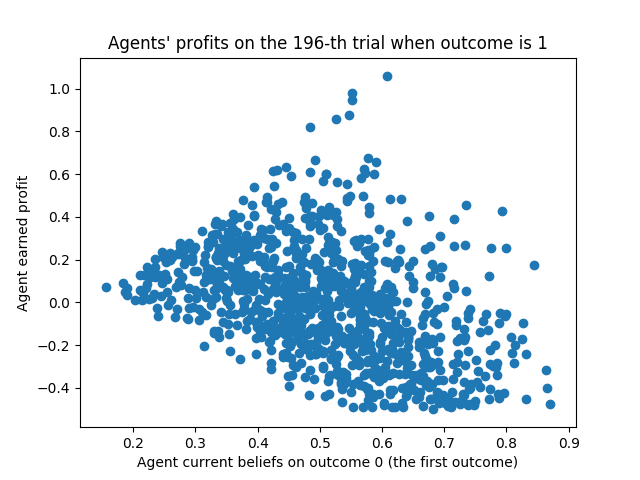 Agents' profits on the 196-th trial when outcome is 1
Agent earned profit
1.0
0.8
0.6
0.4
0.2
0.0
−0.2
−0.4
0.2 0.3 0.4 0.5 0.6 0.7 0.8 0.9
Agent current beliefs on outcome 0 (the first outcome)